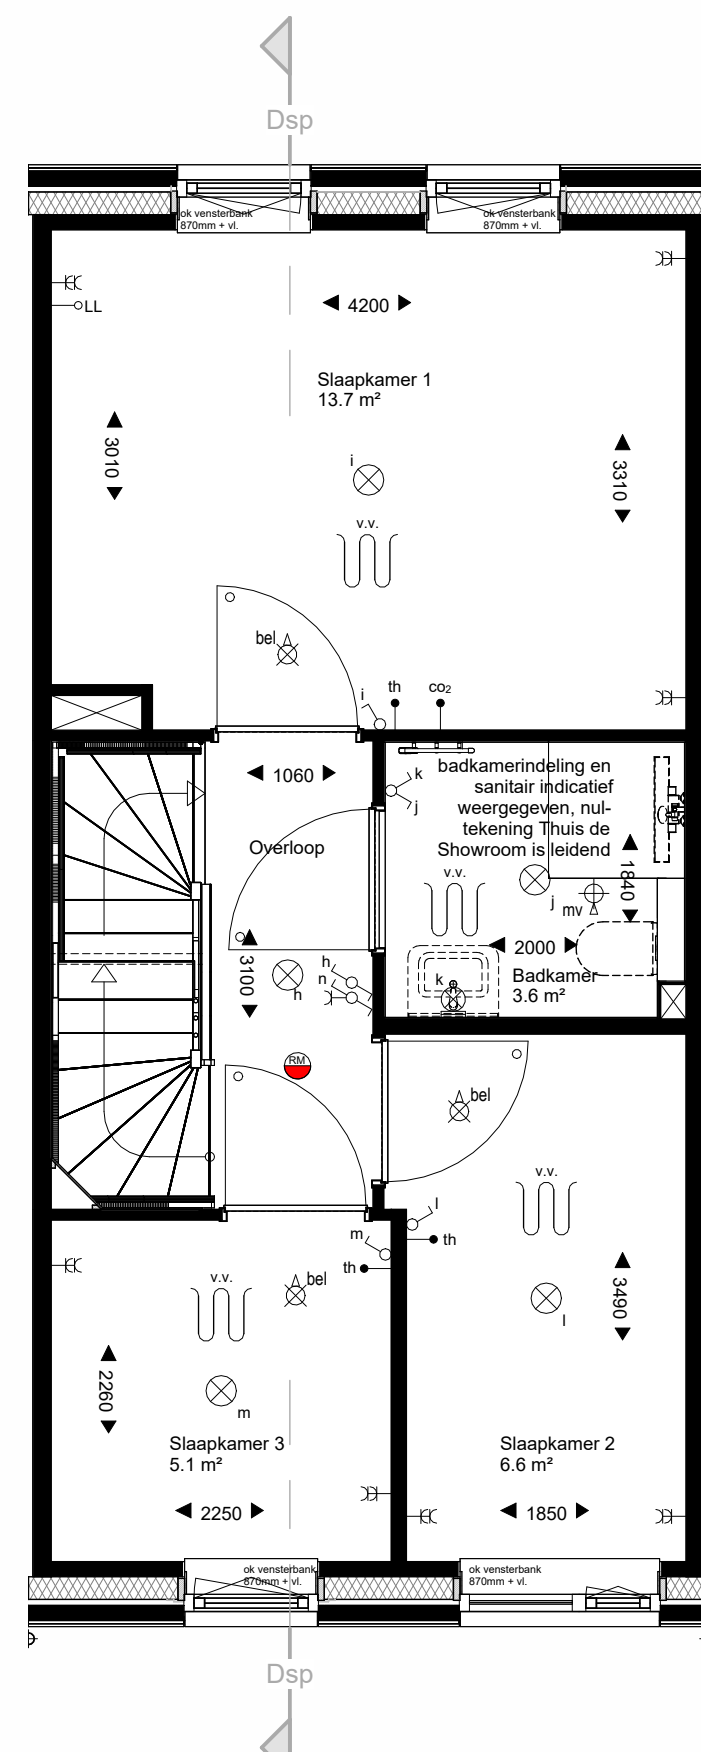 Dsp
ok vensterbank
870mm + vl.
ok vensterbank
870mm + vl.
LL
4200
Slaapkamer 1
13.7 m²
3010
3310
i
v.v.
bel
i
th
co₂
1060
k
j
badkamerindeling en
sanitair indicatief
weergegeven, nul-
tekening Thuis de
Showroom is leidend
Overloop
1840
v.v.
j
mv
2000
Badkamer
3.6 m²
k
3100
h
h
n
RM
bel
v.v.
l
th
m
th
v.v.
bel
3490
l
2260
m
Slaapkamer 3
5.1 m²
Slaapkamer 2
6.6 m²
2250
1850
ok vensterbank
870mm + vl.
ok vensterbank
870mm + vl.
Dsp